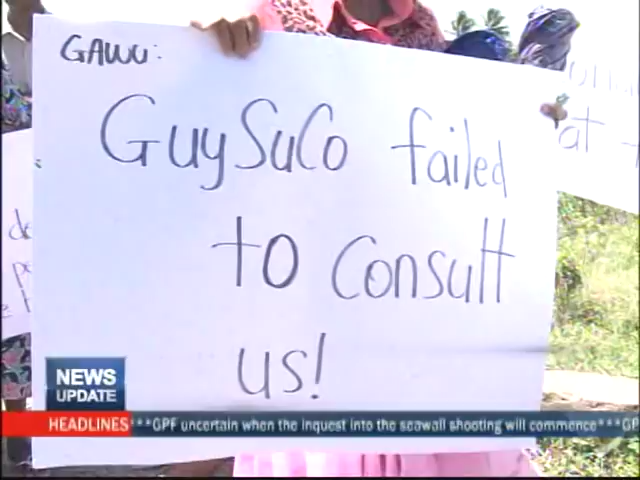 GAWU:
GuySuCo failed
to Consult
us!
at
NEWS
UPDATE
HEADLINES ***GPF uncertain when the inquest into the seawall shooting will commence***GP